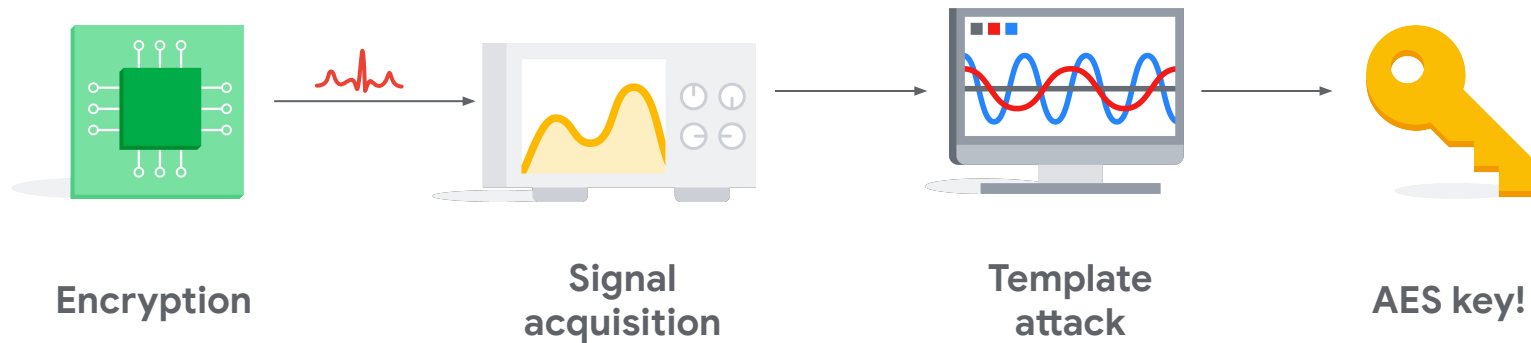 Encryption
Signal
acquisition
Template
attack
AES key!